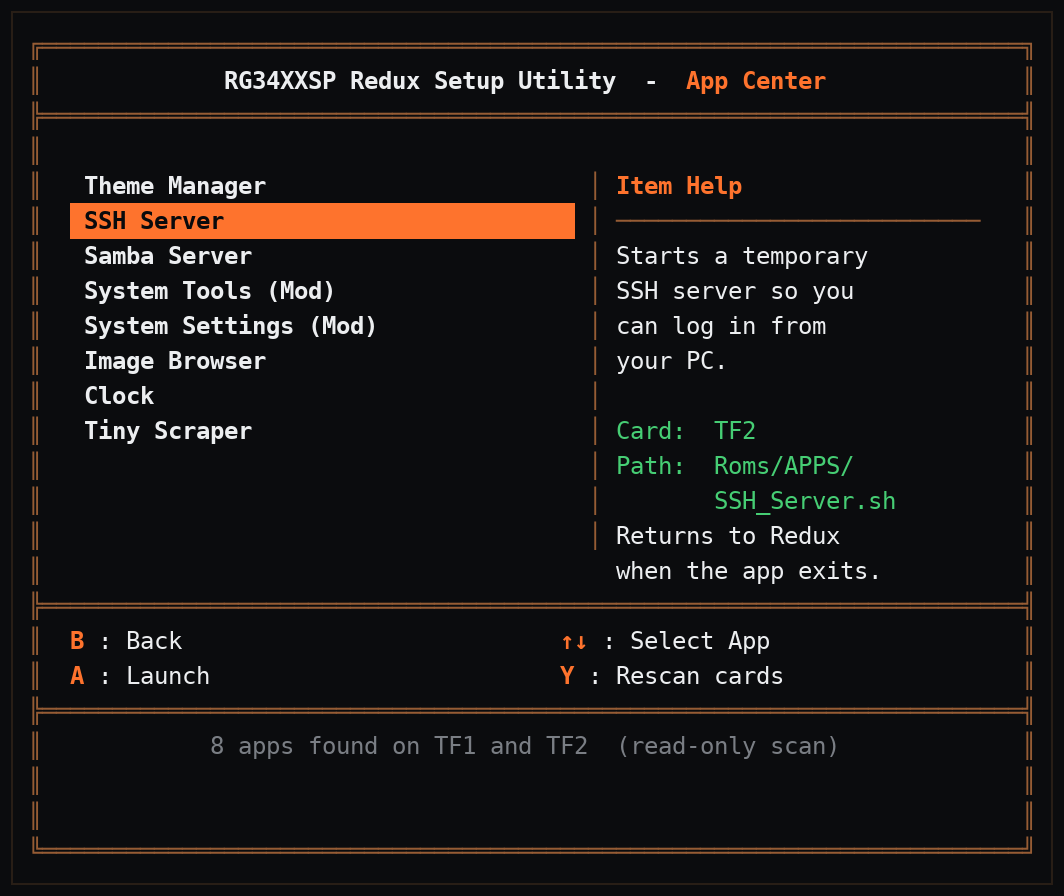 RG34XXSP Redux Setup Utility - App Center
Theme Manager
SSH Server
Samba Server
System Tools (Mod)
System Settings (Mod)
Image Browser
Clock
Tiny Scraper
Item Help
Starts a temporary
SSH server so you
can log in from
your PC.
Card: TF2
Path: Roms/APPS/
SSH_Server.sh
Returns to Redux
when the app exits.
B : Back
↑↓ : Select App
A : Launch
Y : Rescan cards
8 apps found on TF1 and TF2 (read-only scan)